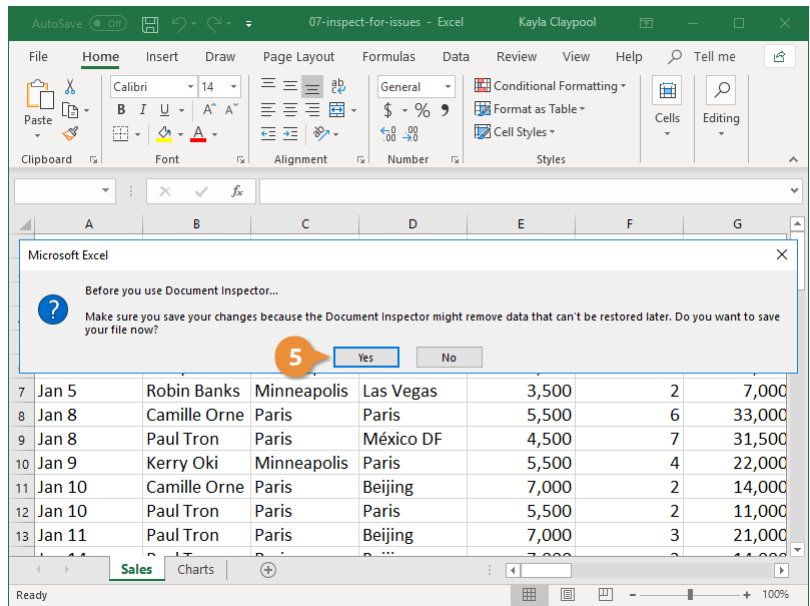 AutoSave Off 07-inspect-for-issues - Excel Kayla Claypool
File Home Insert Draw Page Layout Formulas Data Review View Help Tell me
Calibri 14 ab General Conditional Formatting
Paste B I U A A A $ % 9 .00 Format as Table Cells Editing
Cell Styles
Clipboard Font Alignment Number Styles
fx
A B C D E F G
Microsoft Excel
Before you use Document Inspector...
Make sure you save your changes because the Document Inspector might remove data that can't be restored later. Do you want to save
your file now?
5 Yes No
7 Jan 5 Robin Banks Minneapolis Las Vegas 3,500 2 7,000
8 Jan 8 Camille Orne Paris Paris 5,500 6 33,000
9 Jan 8 Paul Tron Paris México DF 4,500 7 31,500
10 Jan 9 Kerry Oki Minneapolis Paris 5,500 4 22,000
11 Jan 10 Camille Orne Paris Beijing 7,000 2 14,000
12 Jan 10 Paul Tron Paris Paris 5,500 2 11,000
13 Jan 11 Paul Tron Paris Beijing 7,000 3 21,000
Sales Charts
Ready 100%